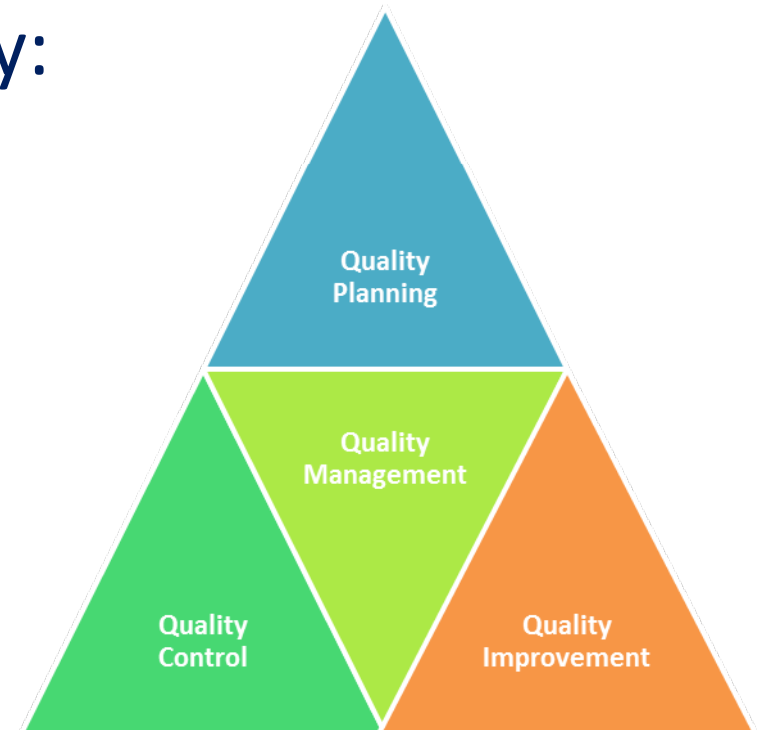 y:
Quality
Planning
Quality
Management
Quality
Control
Quality
Improvement